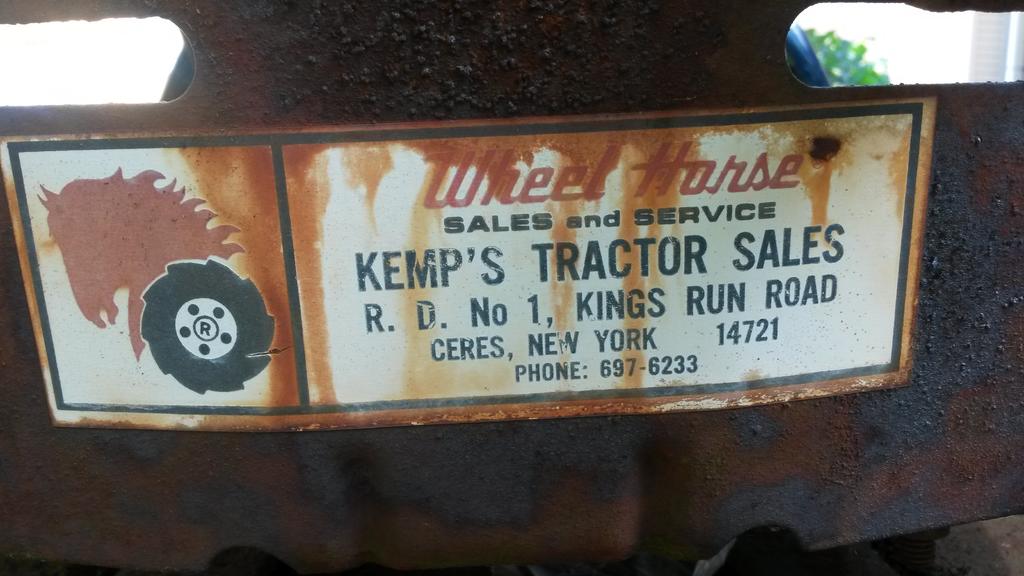 Wheel Horse
SALES and SERVICE
KEMP'S TRACTOR SALES
R. D. No 1, KINGS RUN ROAD
CERES, NEW YORK 14721
PHONE: 697-6233
R